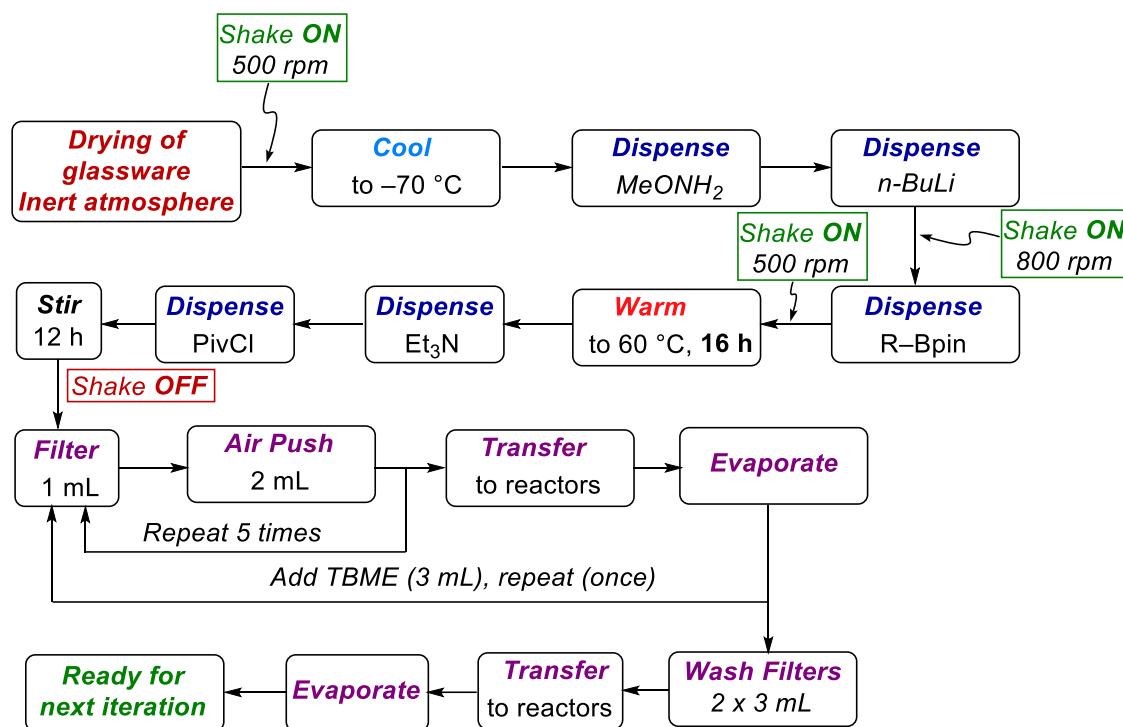 Shake ON
500 rpm
Drying of
glassware
Inert atmosphere
Cool
to –70 °C
Dispense
MeONH₂
Dispense
n-BuLi
Shake ON
500 rpm
Shake ON
800 rpm
Stir
12 h
Dispense
PivCl
Dispense
Et₃N
Warm
to 60 °C, 16 h
Dispense
R–Bpin
Shake OFF
Filter
1 mL
Air Push
2 mL
Transfer
to reactors
Evaporate
Repeat 5 times
Add TBME (3 mL), repeat (once)
Ready for
next iteration
Evaporate
Transfer
to reactors
Wash Filters
2 x 3 mL